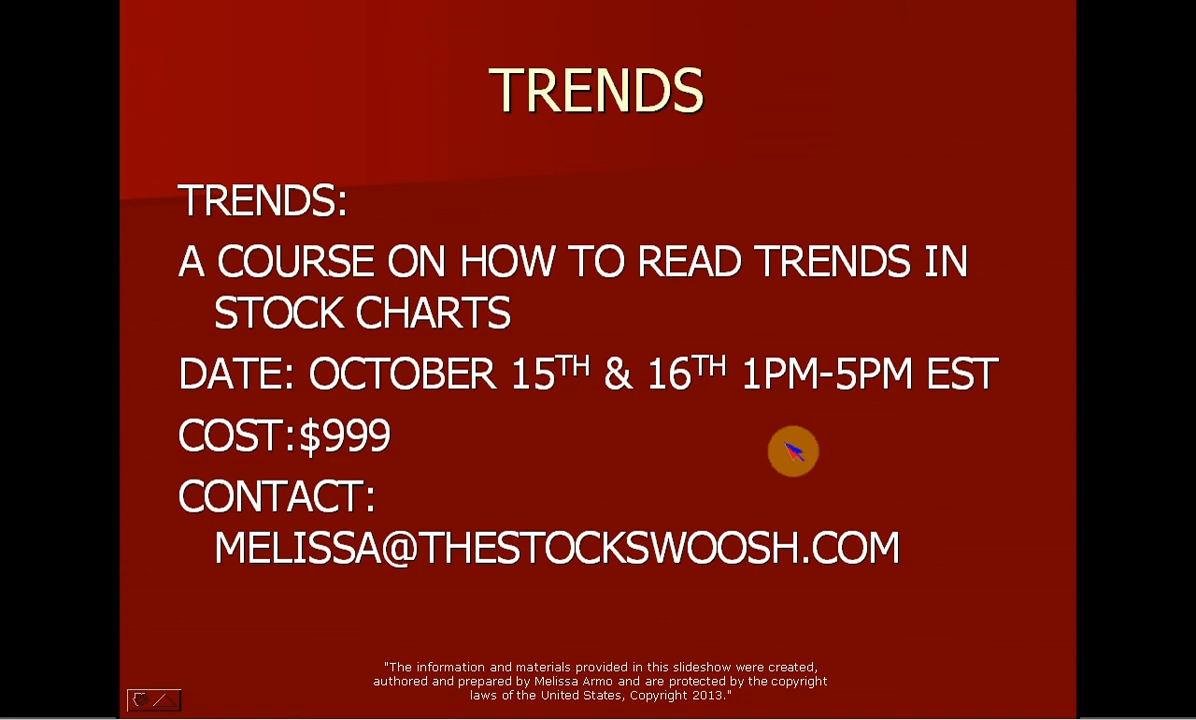 TRENDS
TRENDS:
A COURSE ON HOW TO READ TRENDS IN
STOCK CHARTS
DATE: OCTOBER 15TH & 16TH 1PM-5PM EST
COST:$999
CONTACT:
MELISSA@THESTOCKSWOOSH.COM
"The information and materials provided in this slideshow were created,
authored and prepared by Melissa Armo and are protected by the copyright
laws of the United States, Copyright 2013."